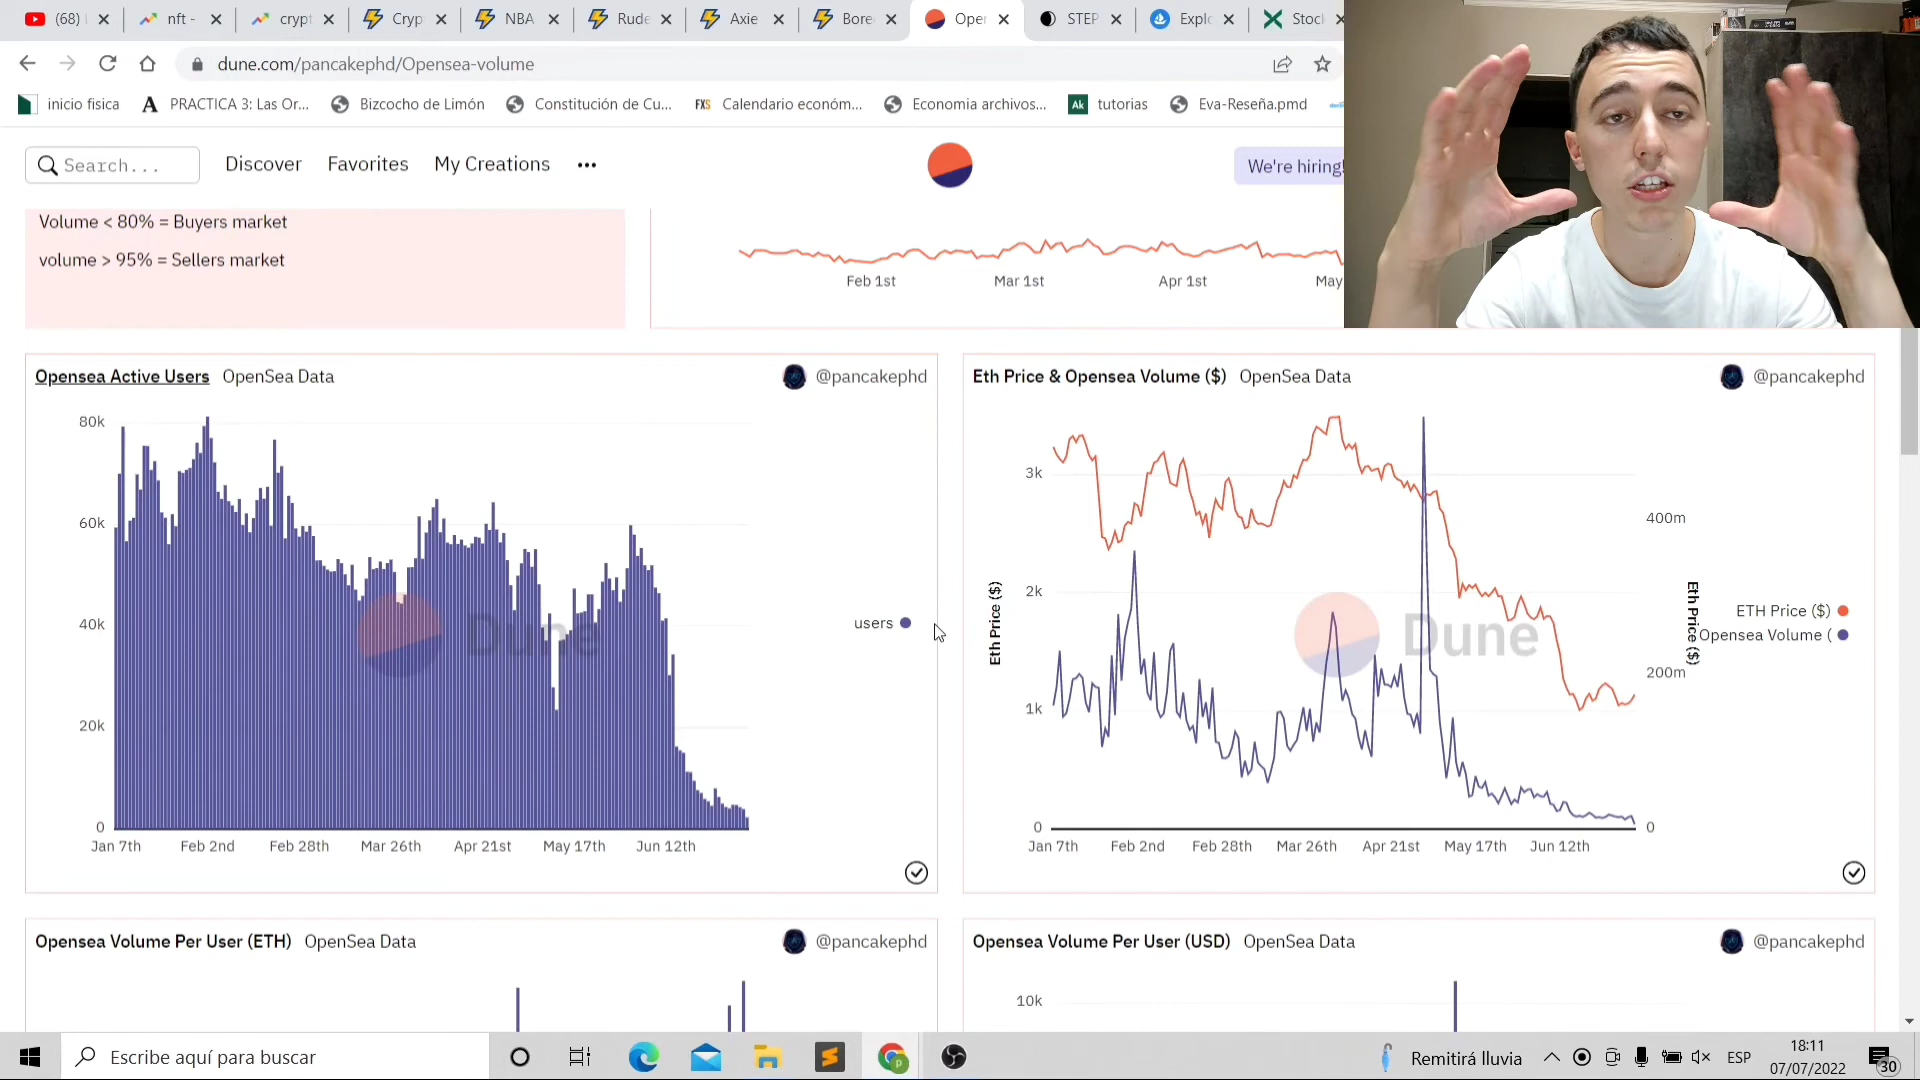 (68)
nft -
crypt
Cryp
NBA
Rude
Axie
Bore
Oper
STEP
Explo
Stoc
dune.com/pancakephd/Opensea-volume
inicio fisica
PRACTICA 3: Las Or...
Bizcocho de Limón
Constitución de Cu...
FXS
Calendario económ...
Economia archivos...
Ak
tutorias
Eva-Reseña.pmd
Search...
Discover
Favorites
My Creations
We're hiring!
Volume < 80% = Buyers market
volume > 95% = Sellers market
Feb 1st
Mar 1st
Apr 1st
May
Opensea Active Users OpenSea Data
@pancakephd
80k
60k
40k
20k
0
Jan 7th
Feb 2nd
Feb 28th
Mar 26th
Apr 21st
May 17th
Jun 12th
users
Dune
Eth Price & Opensea Volume ($) OpenSea Data
@pancakephd
3k
2k
1k
0
Eth Price ($)
400m
200m
0
Eth Price ($)
ETH Price ($)
Opensea Volume (
Dune
Jan 7th
Feb 2nd
Feb 28th
Mar 26th
Apr 21st
May 17th
Jun 12th
Opensea Volume Per User (ETH) OpenSea Data
@pancakephd
Opensea Volume Per User (USD) OpenSea Data
@pancakephd
10k
Escribe aquí para buscar
Remitirá lluvia
ESP
18:11
07/07/2022
30